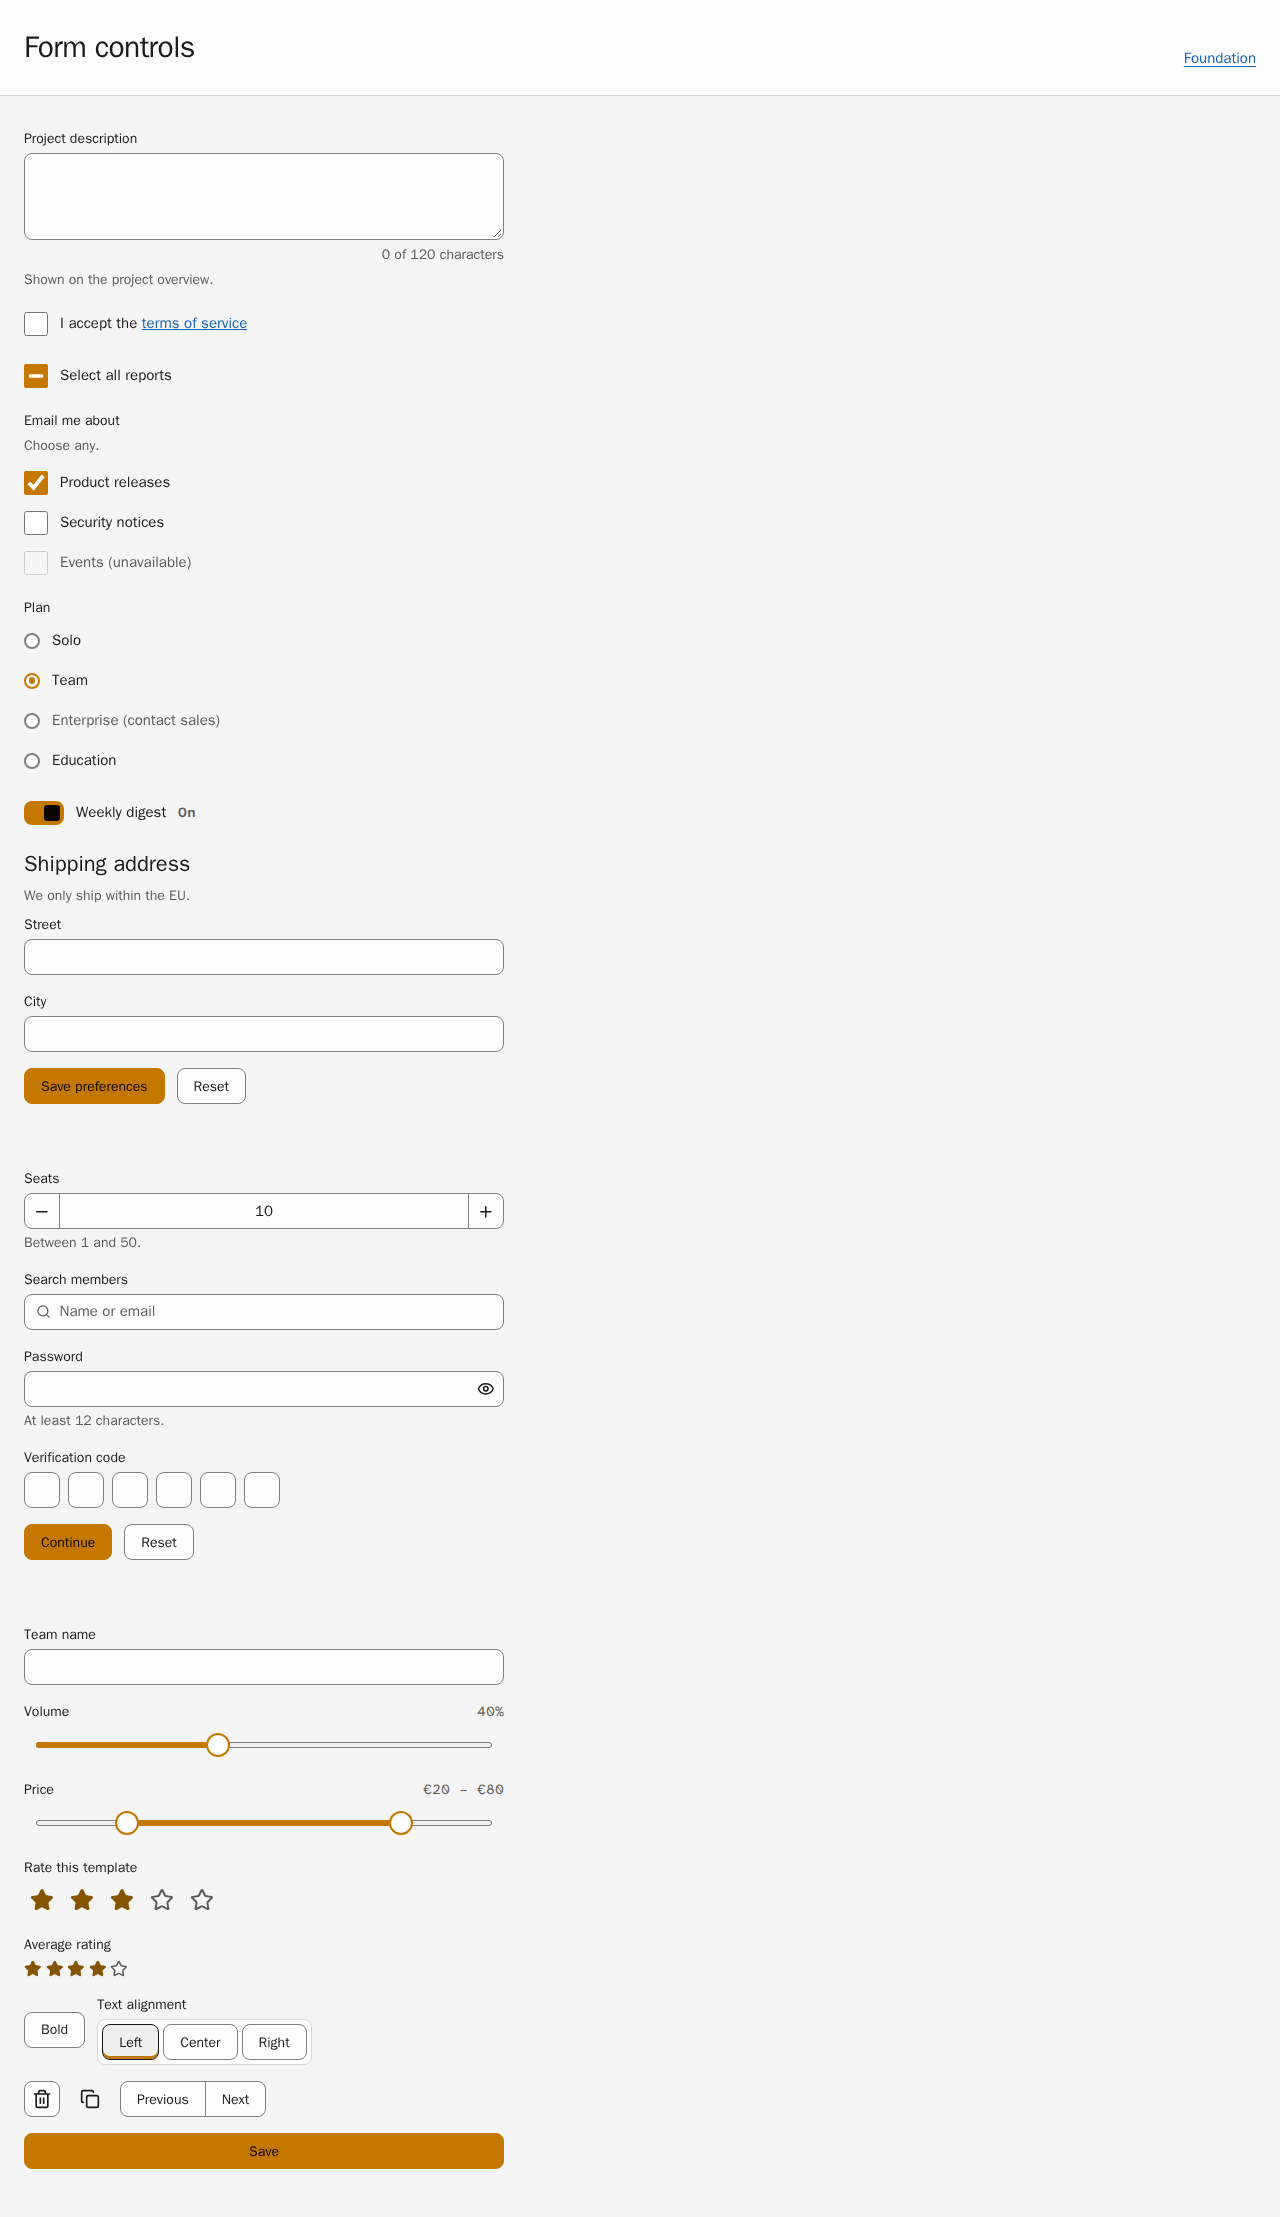 Form controls
Foundation
Project description
0 of 120 characters
Shown on the project overview.
I accept the terms of service
Select all reports
Email me about
Choose any.
Product releases
Security notices
Events (unavailable)
Plan
Solo
Team
Enterprise (contact sales)
Education
Weekly digest On
Shipping address
We only ship within the EU.
Street
City
Save preferences Reset
Seats
10
Between 1 and 50.
Search members
Name or email
Password
At least 12 characters.
Verification code
Continue Reset
Team name
Volume 40%
Price €20 – €80
Rate this template
Average rating
Text alignment
Bold Left Center Right
Previous Next
Save